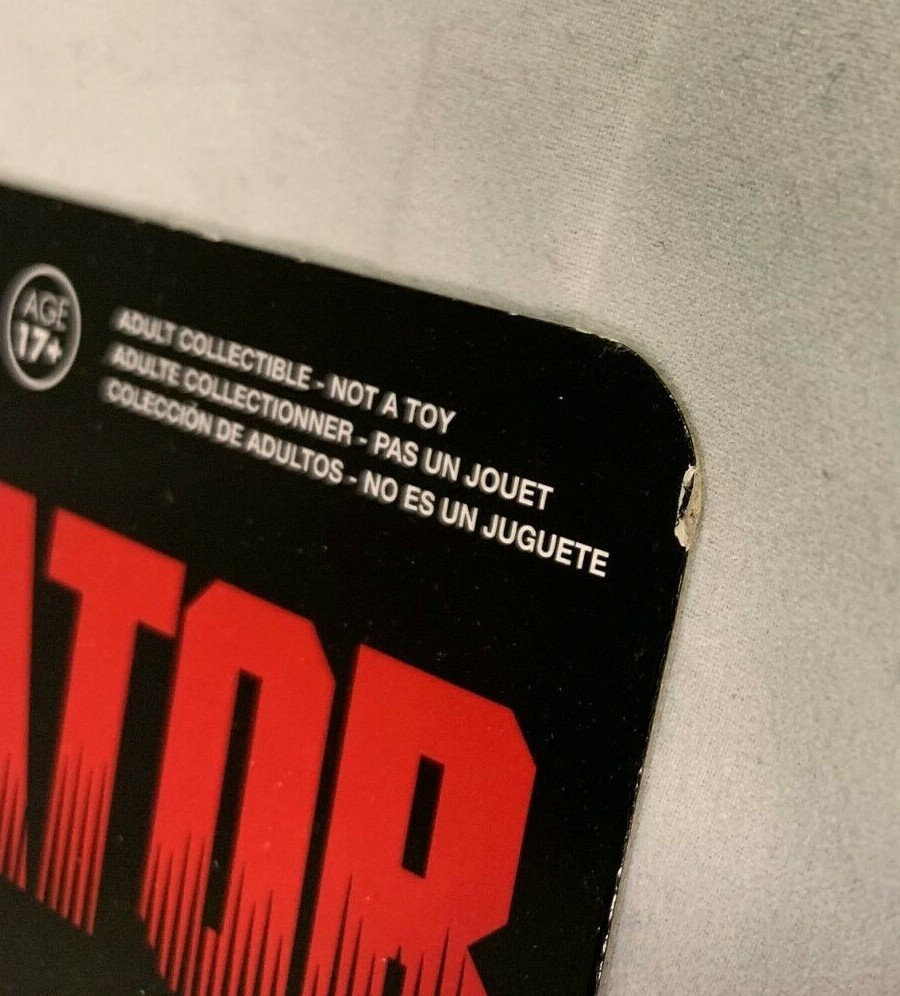 AGE
17+
ADULT COLLECTIBLE - NOT A TOY
ADULTE COLLECTIONNER - PAS UN JOUET
COLECCIÓN DE ADULTOS - NO ES UN JUGUETE
ATOR